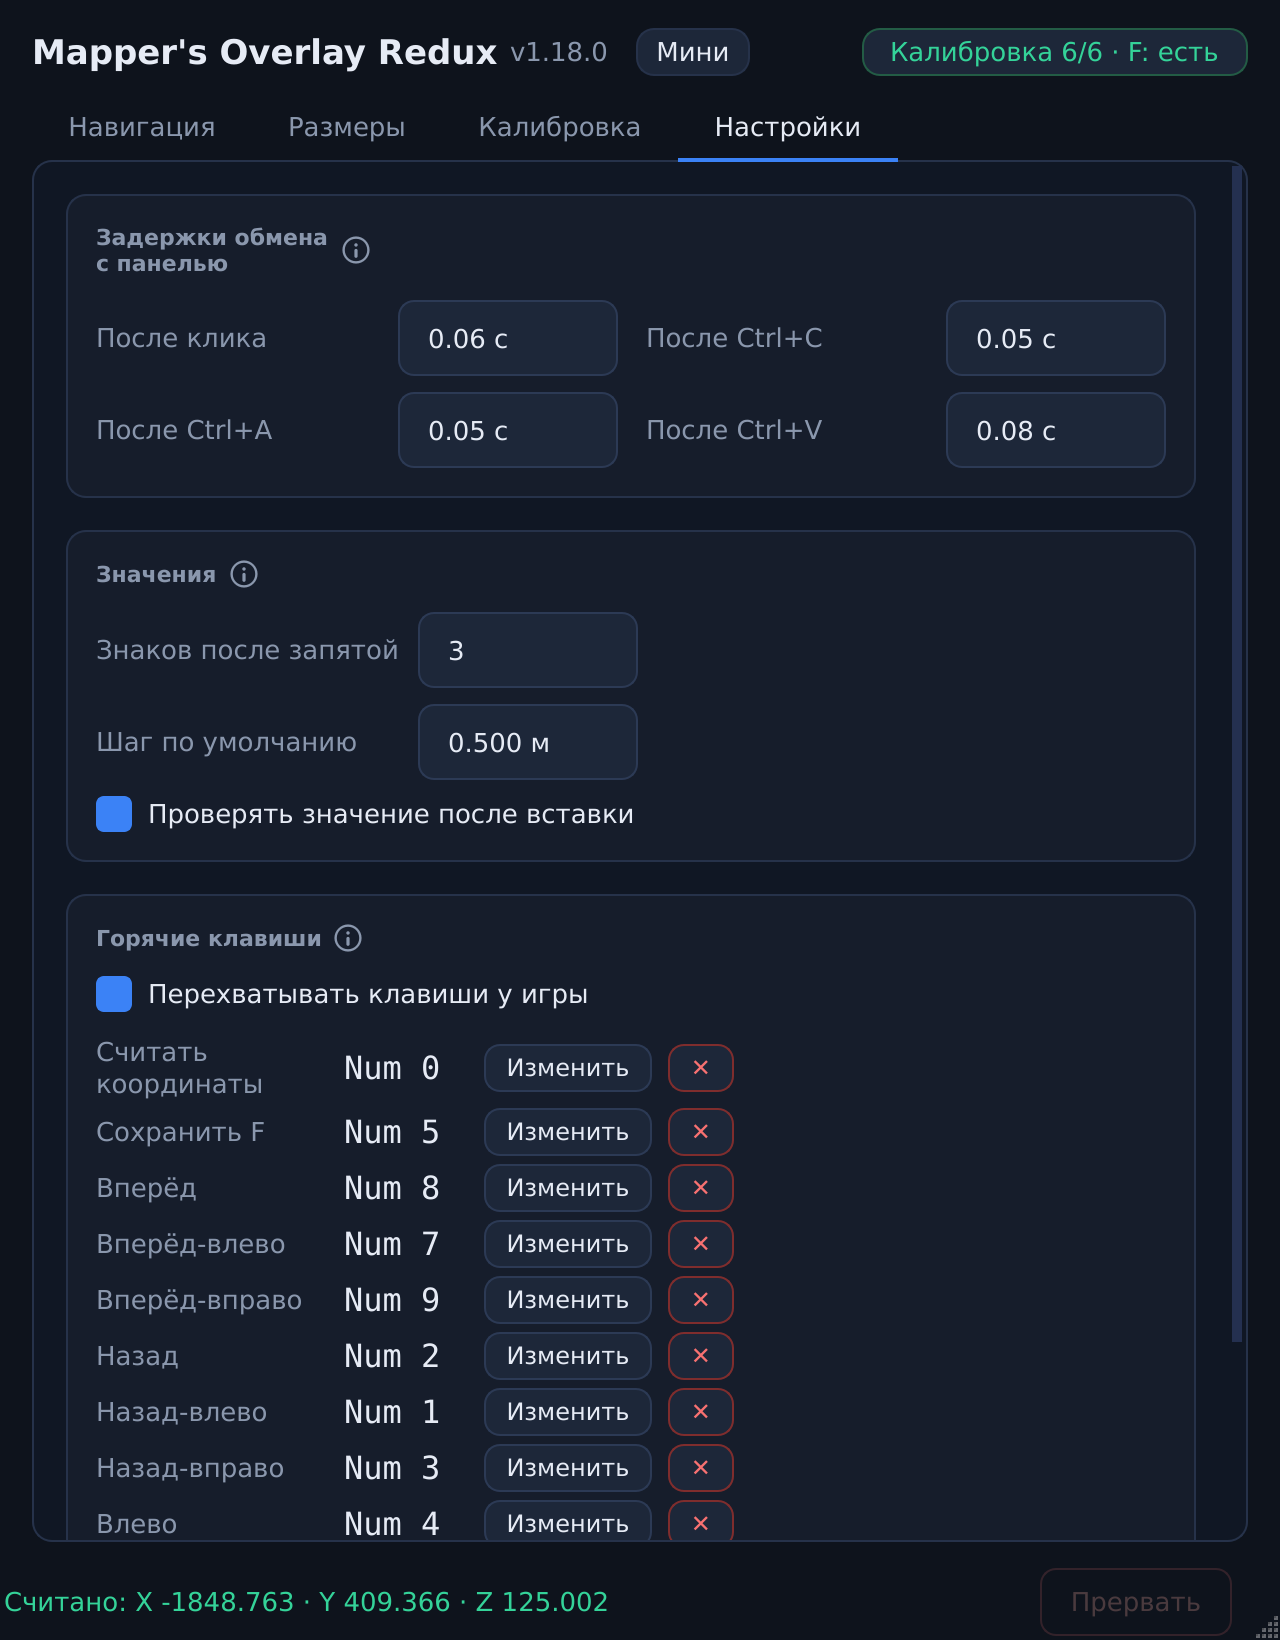 Mapper's Overlay Redux v1.18.0 Мини Калибровка 6/6 · F: есть
Навигация Размеры Калибровка Настройки
Задержки обмена
с панелью
После клика 0.06 с После Ctrl+C 0.05 с
После Ctrl+A 0.05 с После Ctrl+V 0.08 с
Значения
Знаков после запятой 3
Шаг по умолчанию 0.500 м
Проверять значение после вставки
Горячие клавиши
Перехватывать клавиши у игры
Считать
координаты Num 0 Изменить ✕
Сохранить F Num 5 Изменить ✕
Вперёд Num 8 Изменить ✕
Вперёд-влево Num 7 Изменить ✕
Вперёд-вправо Num 9 Изменить ✕
Назад Num 2 Изменить ✕
Назад-влево Num 1 Изменить ✕
Назад-вправо Num 3 Изменить ✕
Влево Num 4 Изменить ✕
Считано: X -1848.763 · Y 409.366 · Z 125.002 Прервать